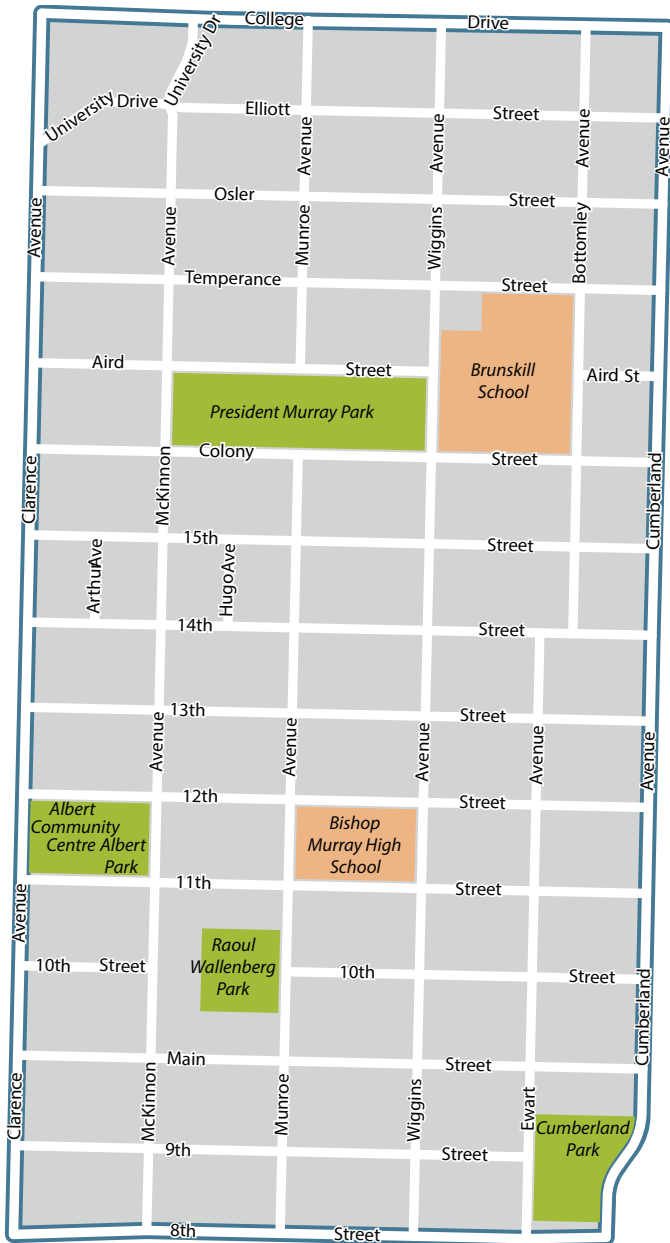 College Drive
University Dr
University Drive Elliott Street
Avenue
Avenue
Avenue
Avenue
Osler Street
Avenue
Avenue
Munroe
Wiggins
Bottomley
Temperance Street
Aird Street
Brunskill
School
Aird St
President Murray Park
Colony Street
Clarence
McKinnon
Cumberland
15th Street
Arthur Ave
Hugo Ave
14th Street
13th Street
Avenue
Avenue
Avenue
Avenue
Avenue
12th Street
Albert
Community
Centre Albert
Park
Bishop
Murray High
School
11th Street
Avenue
Raoul
Wallenberg
Park
10th Street
10th Street
Cumberland
Main Street
Clarence
McKinnon
Munroe
Wiggins
Ewart
Cumberland
Park
9th Street
8th Street